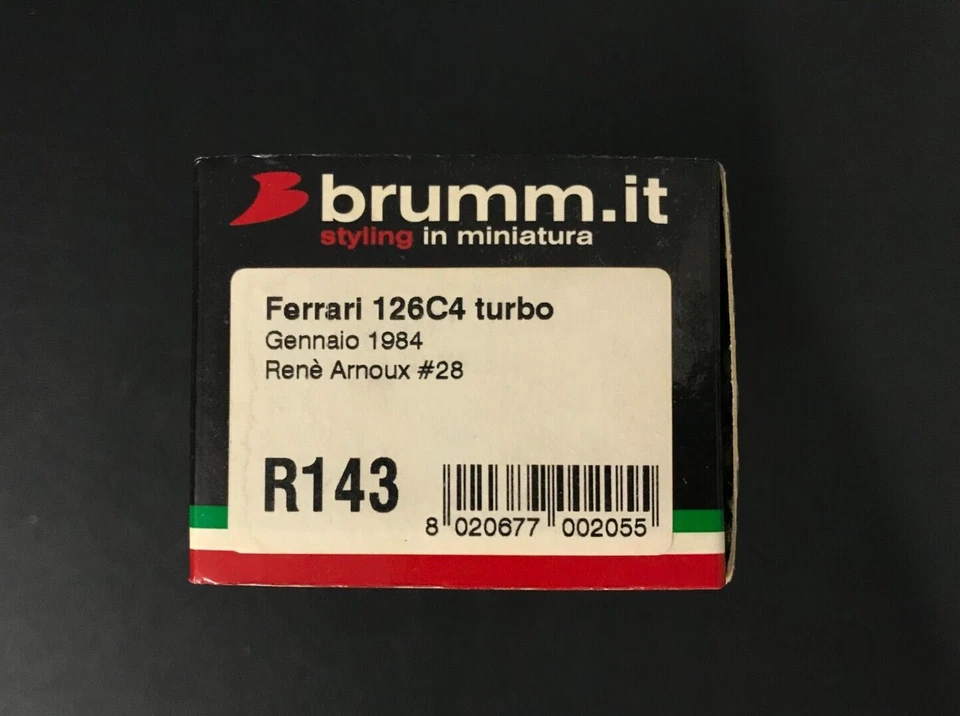 brumm.it
styling in miniatura
Ferrari 126C4 turbo
Gennaio 1984
Renè Arnoux #28
R143
8 020677 002055